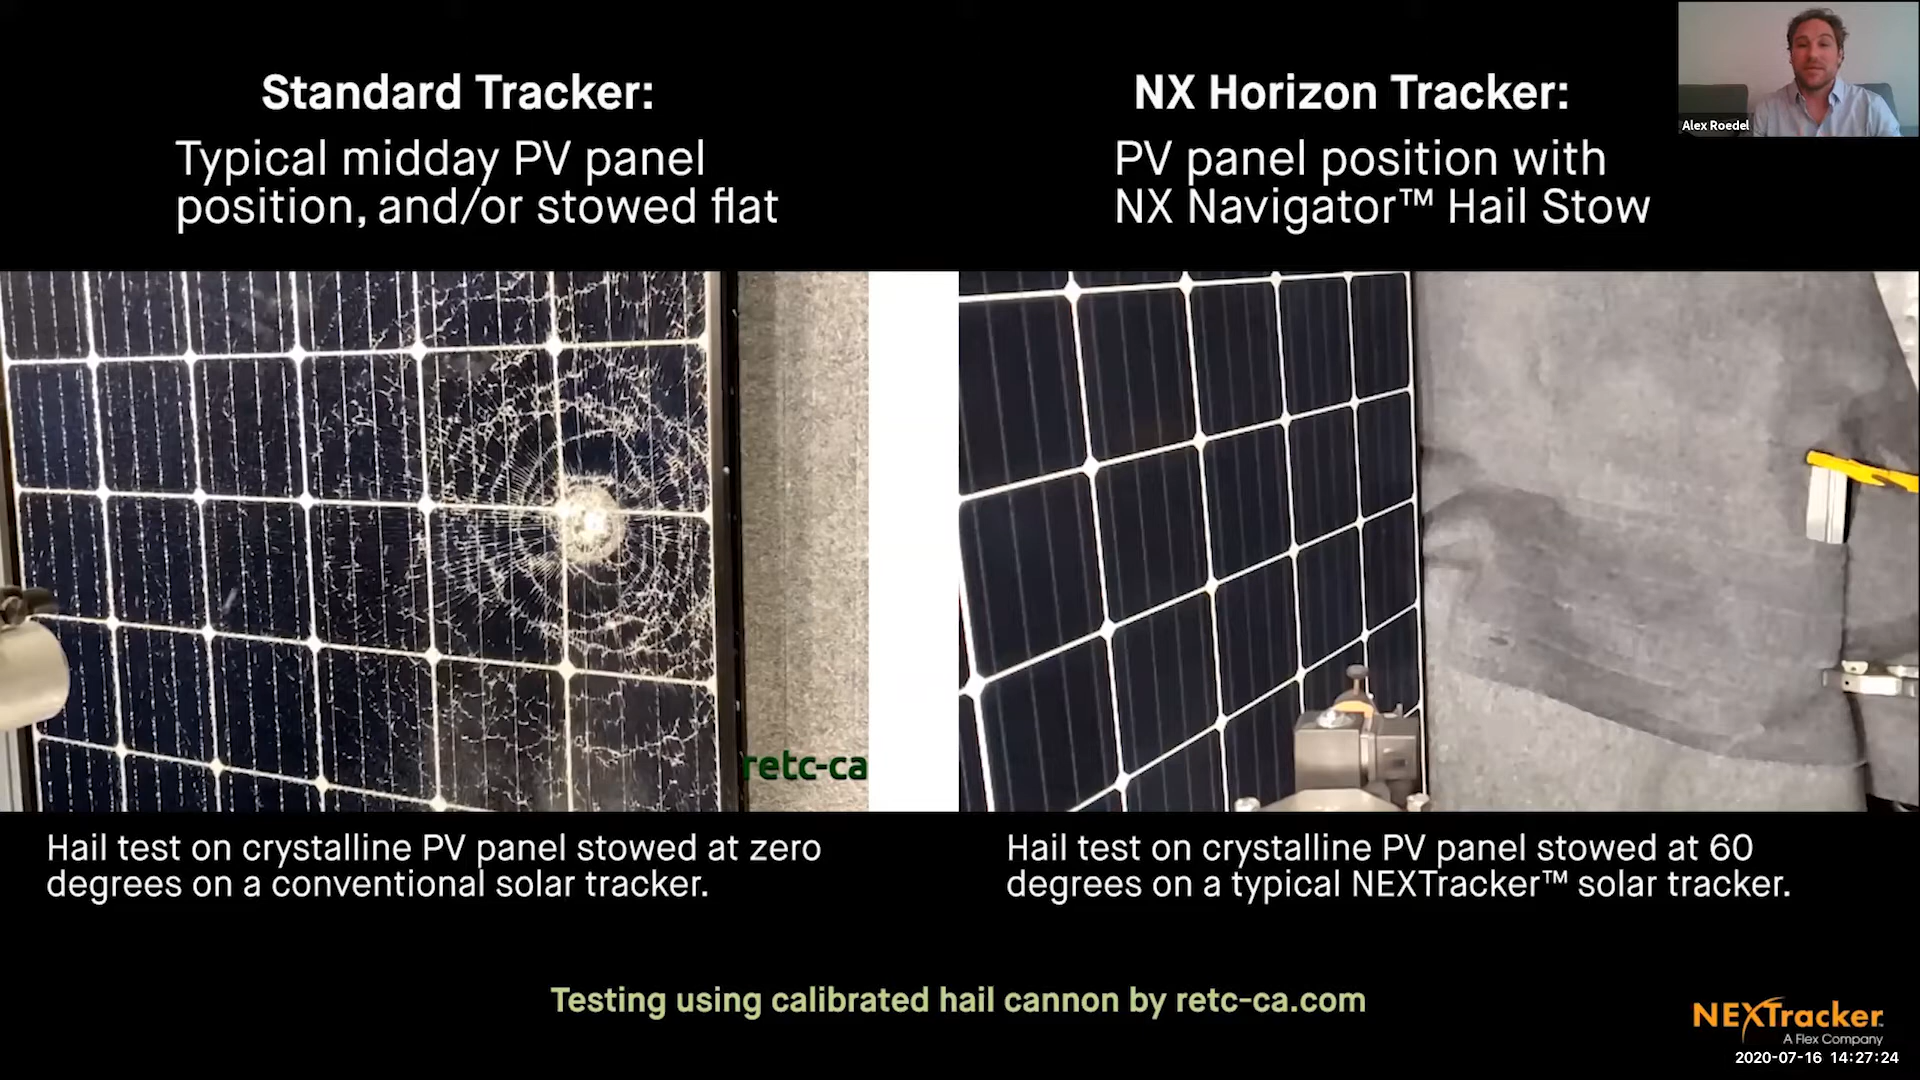 Standard Tracker:
Typical midday PV panel
position, and/or stowed flat
NX Horizon Tracker:
PV panel position with
NX Navigator™ Hail Stow
Alex Roedel
retc-ca
Hail test on crystalline PV panel stowed at zero
degrees on a conventional solar tracker.
Hail test on crystalline PV panel stowed at 60
degrees on a typical NEXTracker™ solar tracker.
Testing using calibrated hail cannon by retc-ca.com
NEXTracker
A Flex Company
2020-07-16 14:27:24